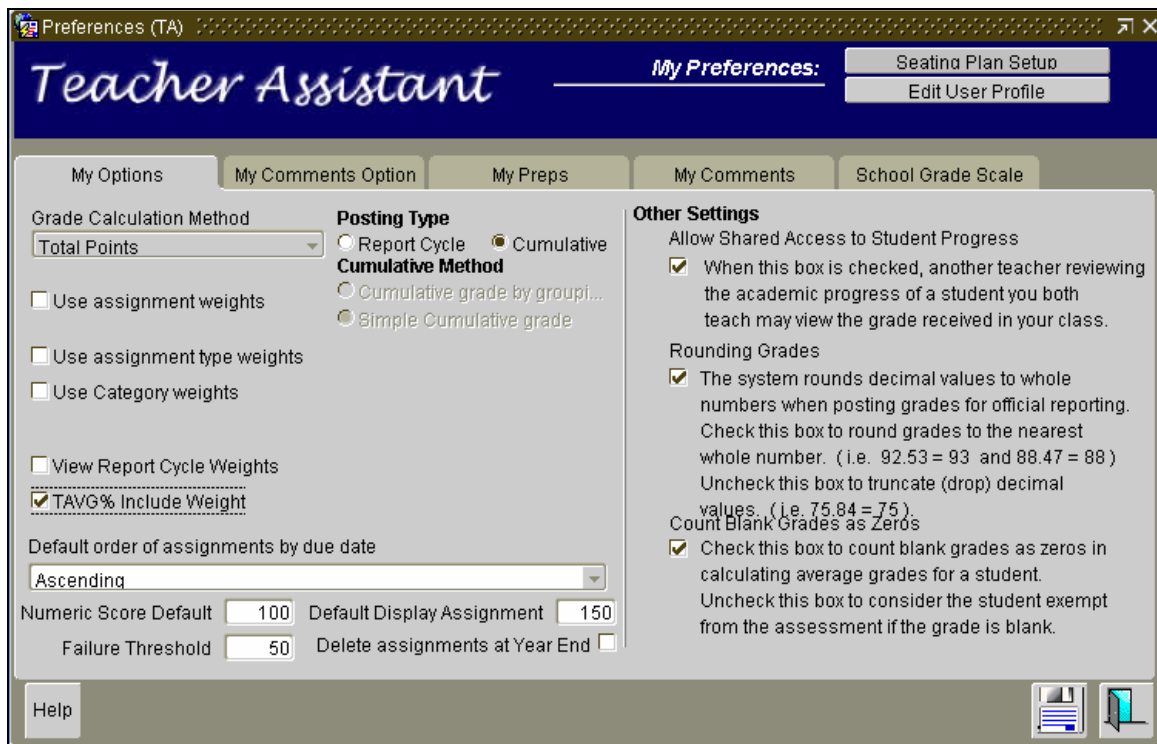 Preferences (TA)
Teacher Assistant
My Preferences:
Seating Plan Setup
Edit User Profile
My Options
My Comments Option
My Preps
My Comments
School Grade Scale
Grade Calculation Method
Total Points
Use assignment weights
Use assignment type weights
Use Category weights
View Report Cycle Weights
TAVG% Include Weight
Posting Type
Report Cycle
Cumulative
Cumulative Method
Cumulative grade by groupi...
Simple Cumulative grade
Default order of assignments by due date
Ascending
Numeric Score Default 100
Default Display Assignment 150
Failure Threshold 50
Delete assignments at Year End
Other Settings
Allow Shared Access to Student Progress
When this box is checked, another teacher reviewing
the academic progress of a student you both
teach may view the grade received in your class.
Rounding Grades
The system rounds decimal values to whole
numbers when posting grades for official reporting.
Check this box to round grades to the nearest
whole number. ( i.e. 92.53 = 93 and 88.47 = 88 )
Uncheck this box to truncate (drop) decimal
values. ( i.e. 75.84 = 75 ).
Count Blank Grades as Zeros
Check this box to count blank grades as zeros in
calculating average grades for a student.
Uncheck this box to consider the student exempt
from the assessment if the grade is blank.
Help